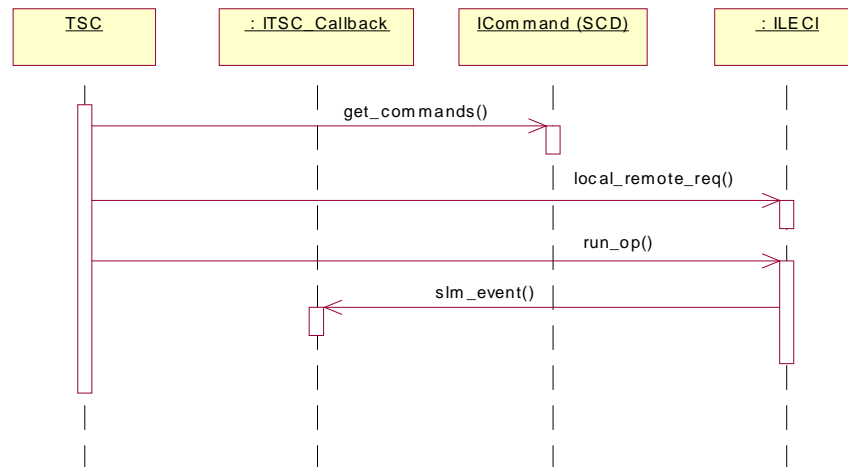 TSC
: ITSC_Callback
ICommand (SCD)
: ILECI
get_commands()
local_remote_req()
run_op()
slm_event()